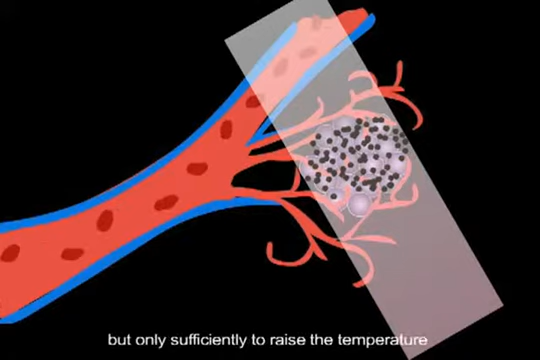 but only sufficiently to raise the temperature